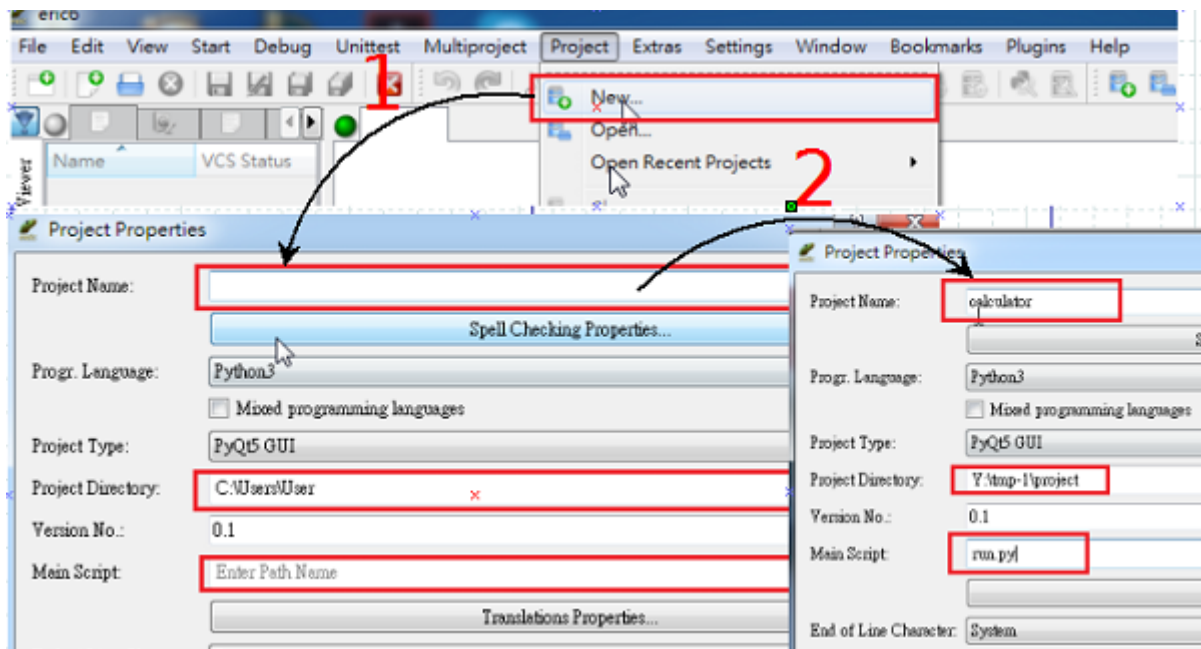 eric6
File Edit View Start Debug Unittest Multiproject Project Extras Settings Window Bookmarks Plugins Help
1
New...
Open...
Name VCS Status
Open Recent Projects
Viewer
2
Project Properties
Project Name:
Spell Checking Properties...
Progr. Language: Python3
Mixed programming languages
Project Type: PyQt5 GUI
Project Directory: C:\Users\User
Version No.: 0.1
Main Script: Enter Path Name
Translations Properties...
Project Properties
Project Name: calculator
Progr. Language: Python3
Mixed programming languages
Project Type: PyQt5 GUI
Project Directory: Y:\tmp-1\project
Version No.: 0.1
Main Script: run.py
End of Line Character: System